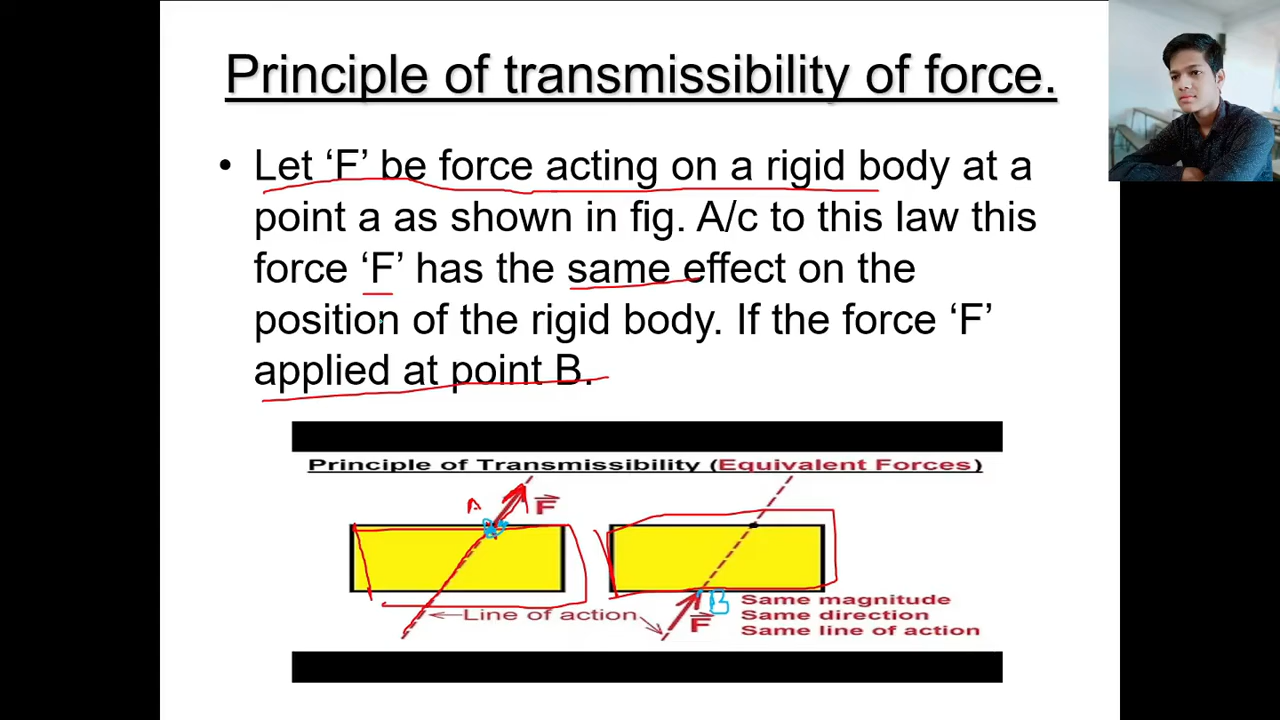 Principle of transmissibility of force.
• Let ‘F’ be force acting on a rigid body at a
point a as shown in fig. A/c to this law this
force ‘F’ has the same effect on the
position of the rigid body. If the force ‘F’
applied at point B.
Principle of Transmissibility (Equivalent Forces)
A
F
Line of action
B
F
Same magnitude
Same direction
Same line of action